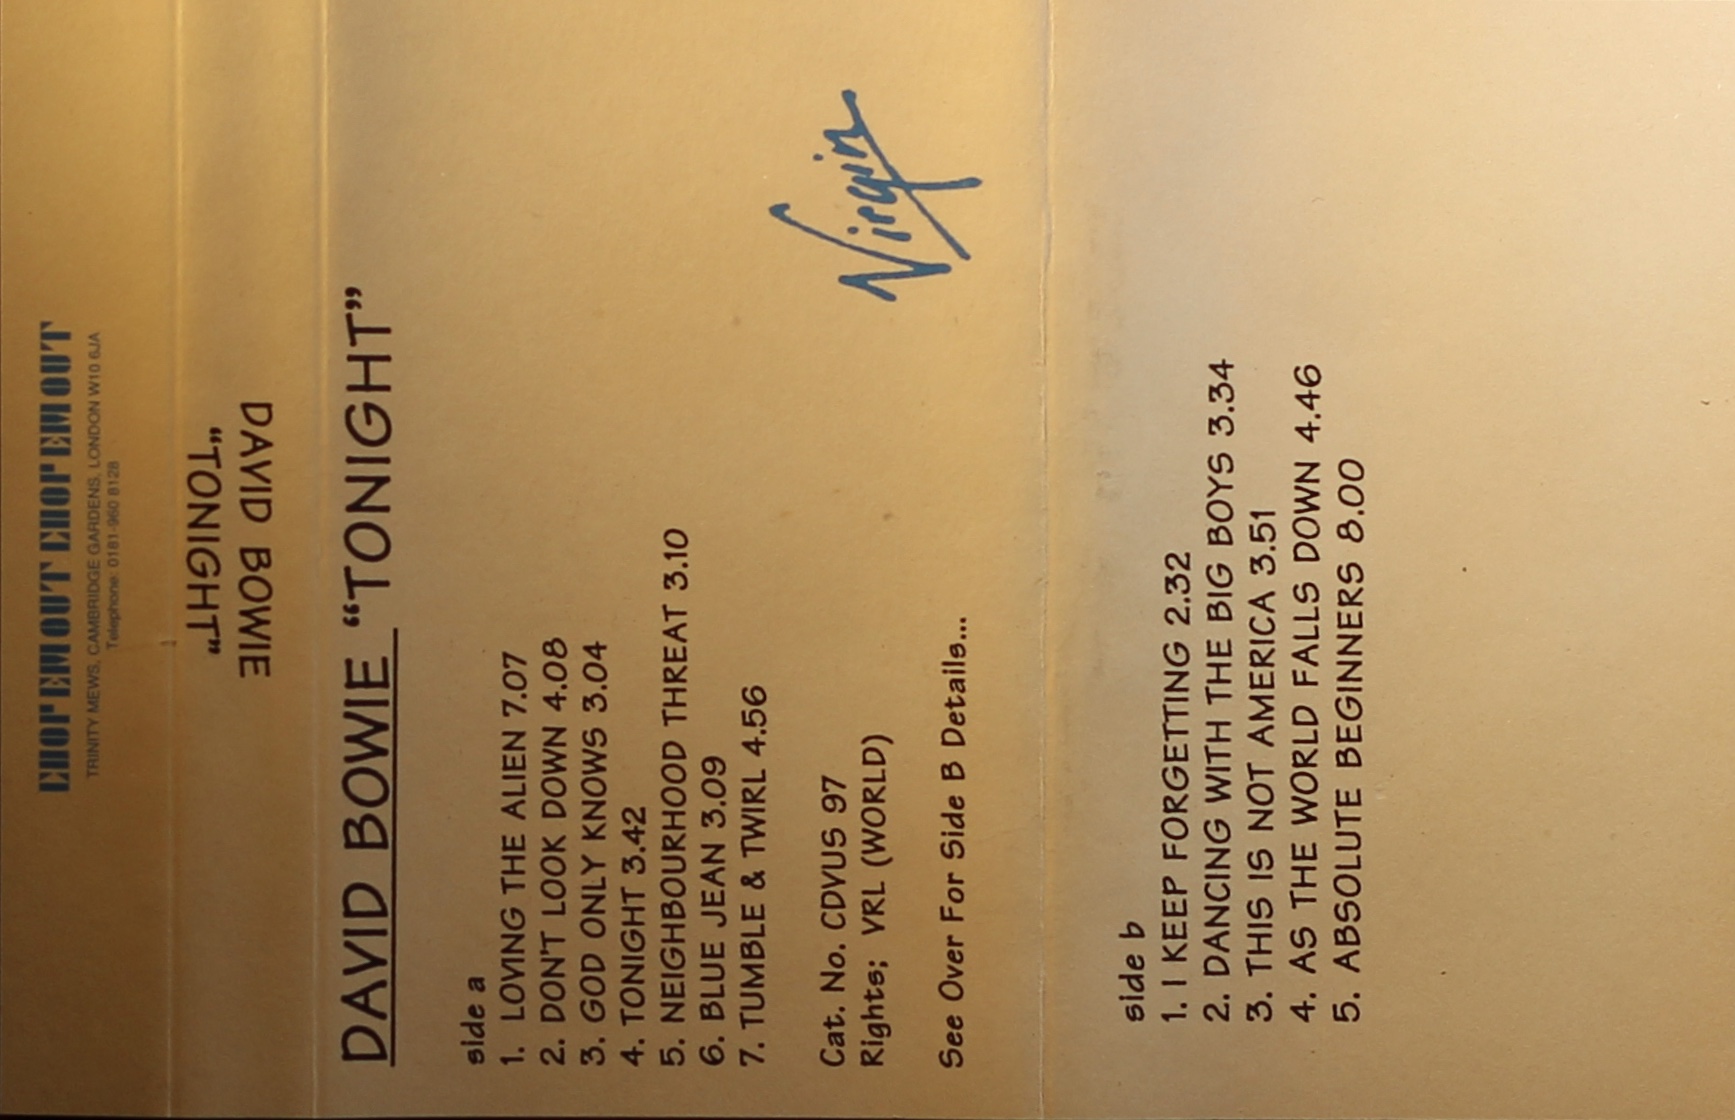 CHOP EM OUT CHOP EM OUT
TRINITY MEWS, CAMBRIDGE GARDENS, LONDON W10 6JA
Telephone: 0181-960 8128
DAVID BOWIE
"TONIGHT"
DAVID BOWIE “TONIGHT”
side a
1. LOVING THE ALIEN 7.07
2. DON'T LOOK DOWN 4.08
3. GOD ONLY KNOWS 3.04
4. TONIGHT 3.42
5. NEIGHBOURHOOD THREAT 3.10
6. BLUE JEAN 3.09
7. TUMBLE & TWIRL 4.56
Cat. No. CDVUS 97
Rights; VRL (WORLD)
See Over For Side B Details...
Virgin
side b
1. I KEEP FORGETTING 2.32
2. DANCING WITH THE BIG BOYS 3.34
3. THIS IS NOT AMERICA 3.51
4. AS THE WORLD FALLS DOWN 4.46
5. ABSOLUTE BEGINNERS 8.00